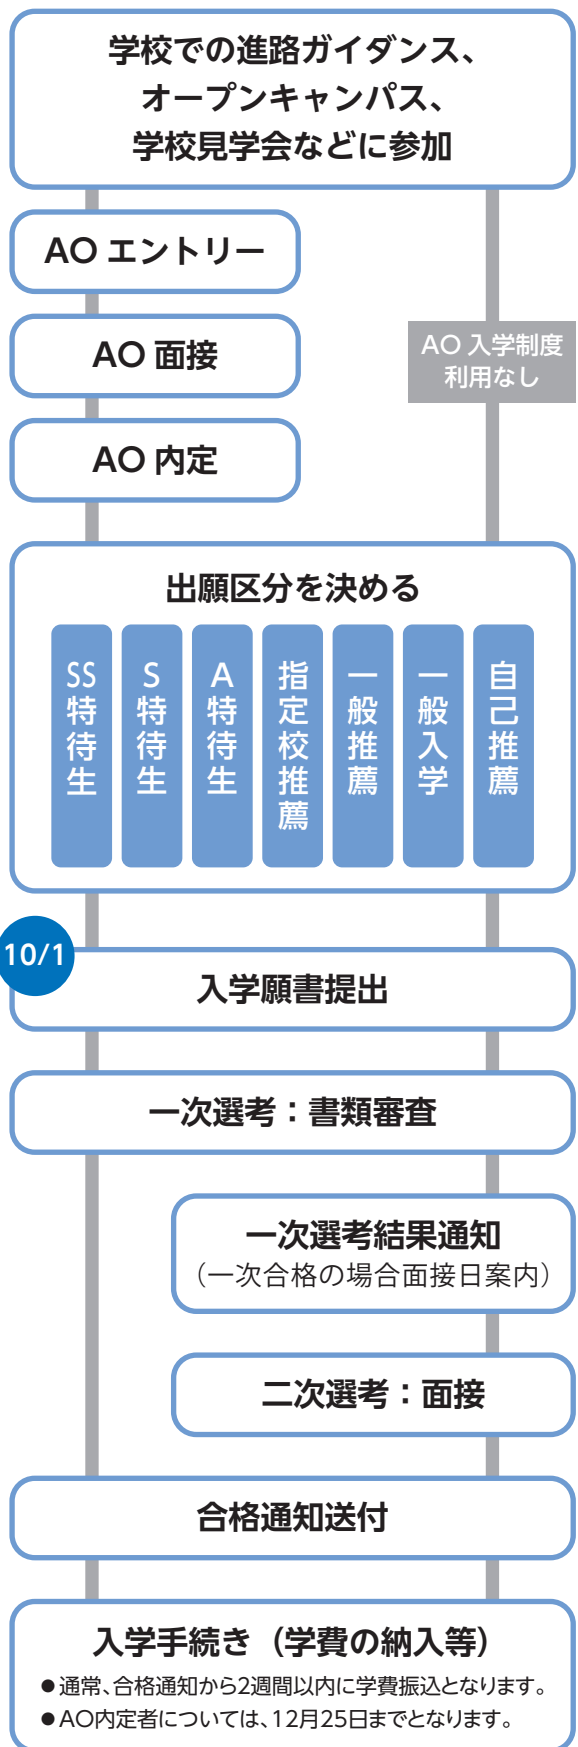 学校での進路ガイダンス、
オープンキャンパス、
学校見学会などに参加
AO エントリー
AO 面接
AO 入学制度
利用なし
AO 内定
出願区分を決める
SS特待生
S特待生
A特待生
指定校推薦
一般推薦
一般入学
自己推薦
10/1
入学願書提出
一次選考：書類審査
一次選考結果通知
（一次合格の場合面接日案内）
二次選考：面接
合格通知送付
入学手続き（学費の納入等）
●通常、合格通知から2週間以内に学費振込となります。
●AO内定者については、12月25日までとなります。